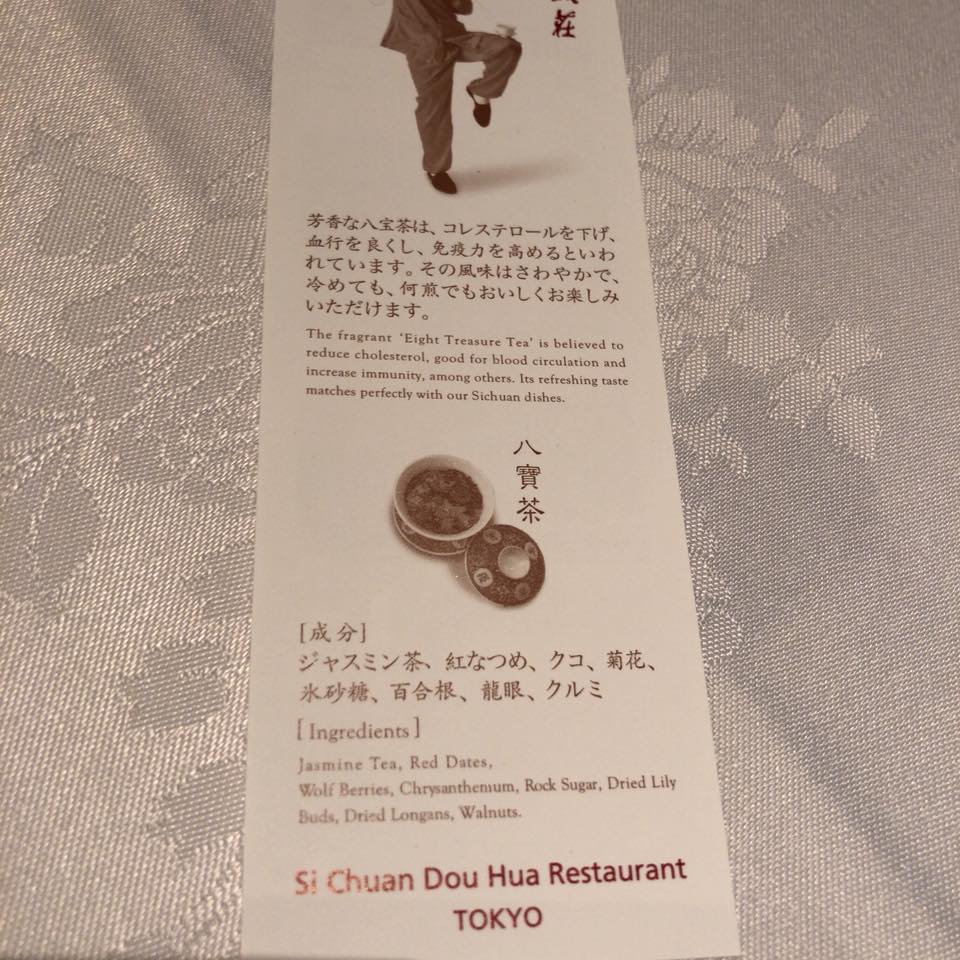 荘
芳香な八宝茶は、コレステロールを下げ、
血行を良くし、免疫力を高めるといわ
れています。その風味はさわやかで、
冷めても、何煎でもおいしくお楽しみ
いただけます。
The fragrant ‘Eight Treasure Tea’ is believed to
reduce cholesterol, good for blood circulation and
increase immunity, among others. Its refreshing taste
matches perfectly with our Sichuan dishes.
八寶茶
[成分]
ジャスミン茶、紅なつめ、クコ、菊花、
氷砂糖、百合根、龍眼、クルミ
[Ingredients]
Jasmine Tea, Red Dates,
Wolf Berries, Chrysanthemum, Rock Sugar, Dried Lily
Buds, Dried Longans, Walnuts.
Si Chuan Dou Hua Restaurant
TOKYO